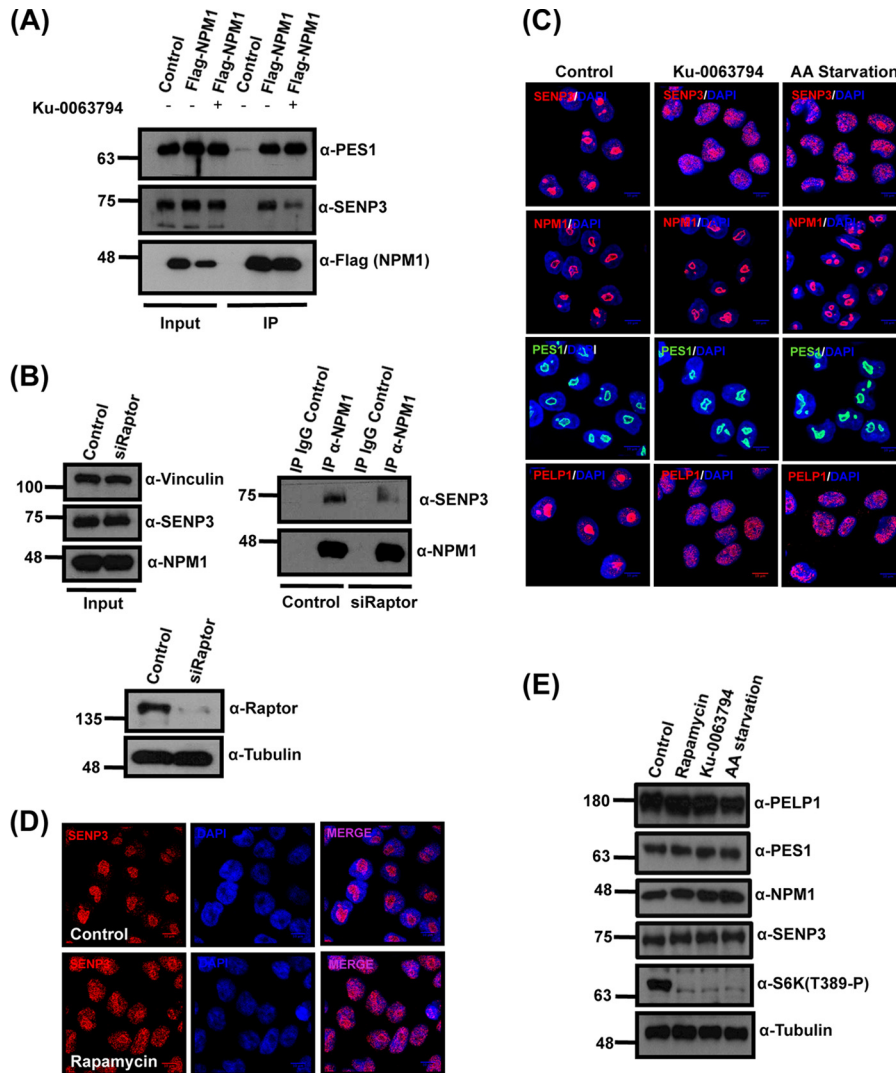 (A)
Control
Flag-NPM1
Flag-NPM1
Control
Flag-NPM1
Flag-NPM1
Ku-0063794
- - + - - +
63
α-PES1
75
α-SENP3
48
α-Flag (NPM1)
Input
IP
(B)
Control
siRaptor
100
α-Vinculin
75
α-SENP3
48
α-NPM1
Input
IP IgG Control
IP α-NPM1
IP IgG Control
IP α-NPM1
75
α-SENP3
48
α-NPM1
Control
siRaptor
Control
siRaptor
135
α-Raptor
48
α-Tubulin
(C)
Control
Ku-0063794
AA Starvation
SENP3/DAPI
SENP3/DAPI
SENP3/DAPI
NPM1/DAPI
NPM1/DAPI
NPM1/DAPI
PES1/DAPI
PES1/DAPI
PES1/DAPI
PELP1/DAPI
PELP1/DAPI
PELP1/DAPI
(D)
SENP3
DAPI
MERGE
Control
SENP3
DAPI
MERGE
Rapamycin
(E)
Control
Rapamycin
Ku-0063794
AA starvation
180
α-PELP1
63
α-PES1
48
α-NPM1
75
α-SENP3
63
α-S6K(T389-P)
48
α-Tubulin